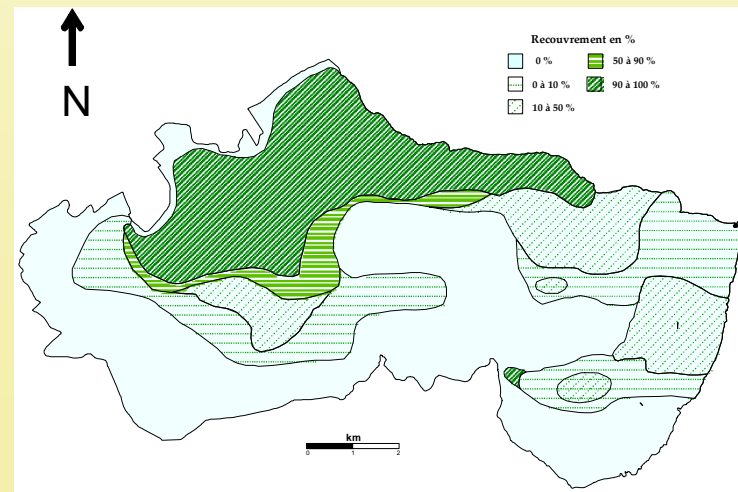 N
Recouvrement en %
0 %
50 à 90 %
0 à 10 %
90 à 100 %
10 à 50 %
km
0 1 2